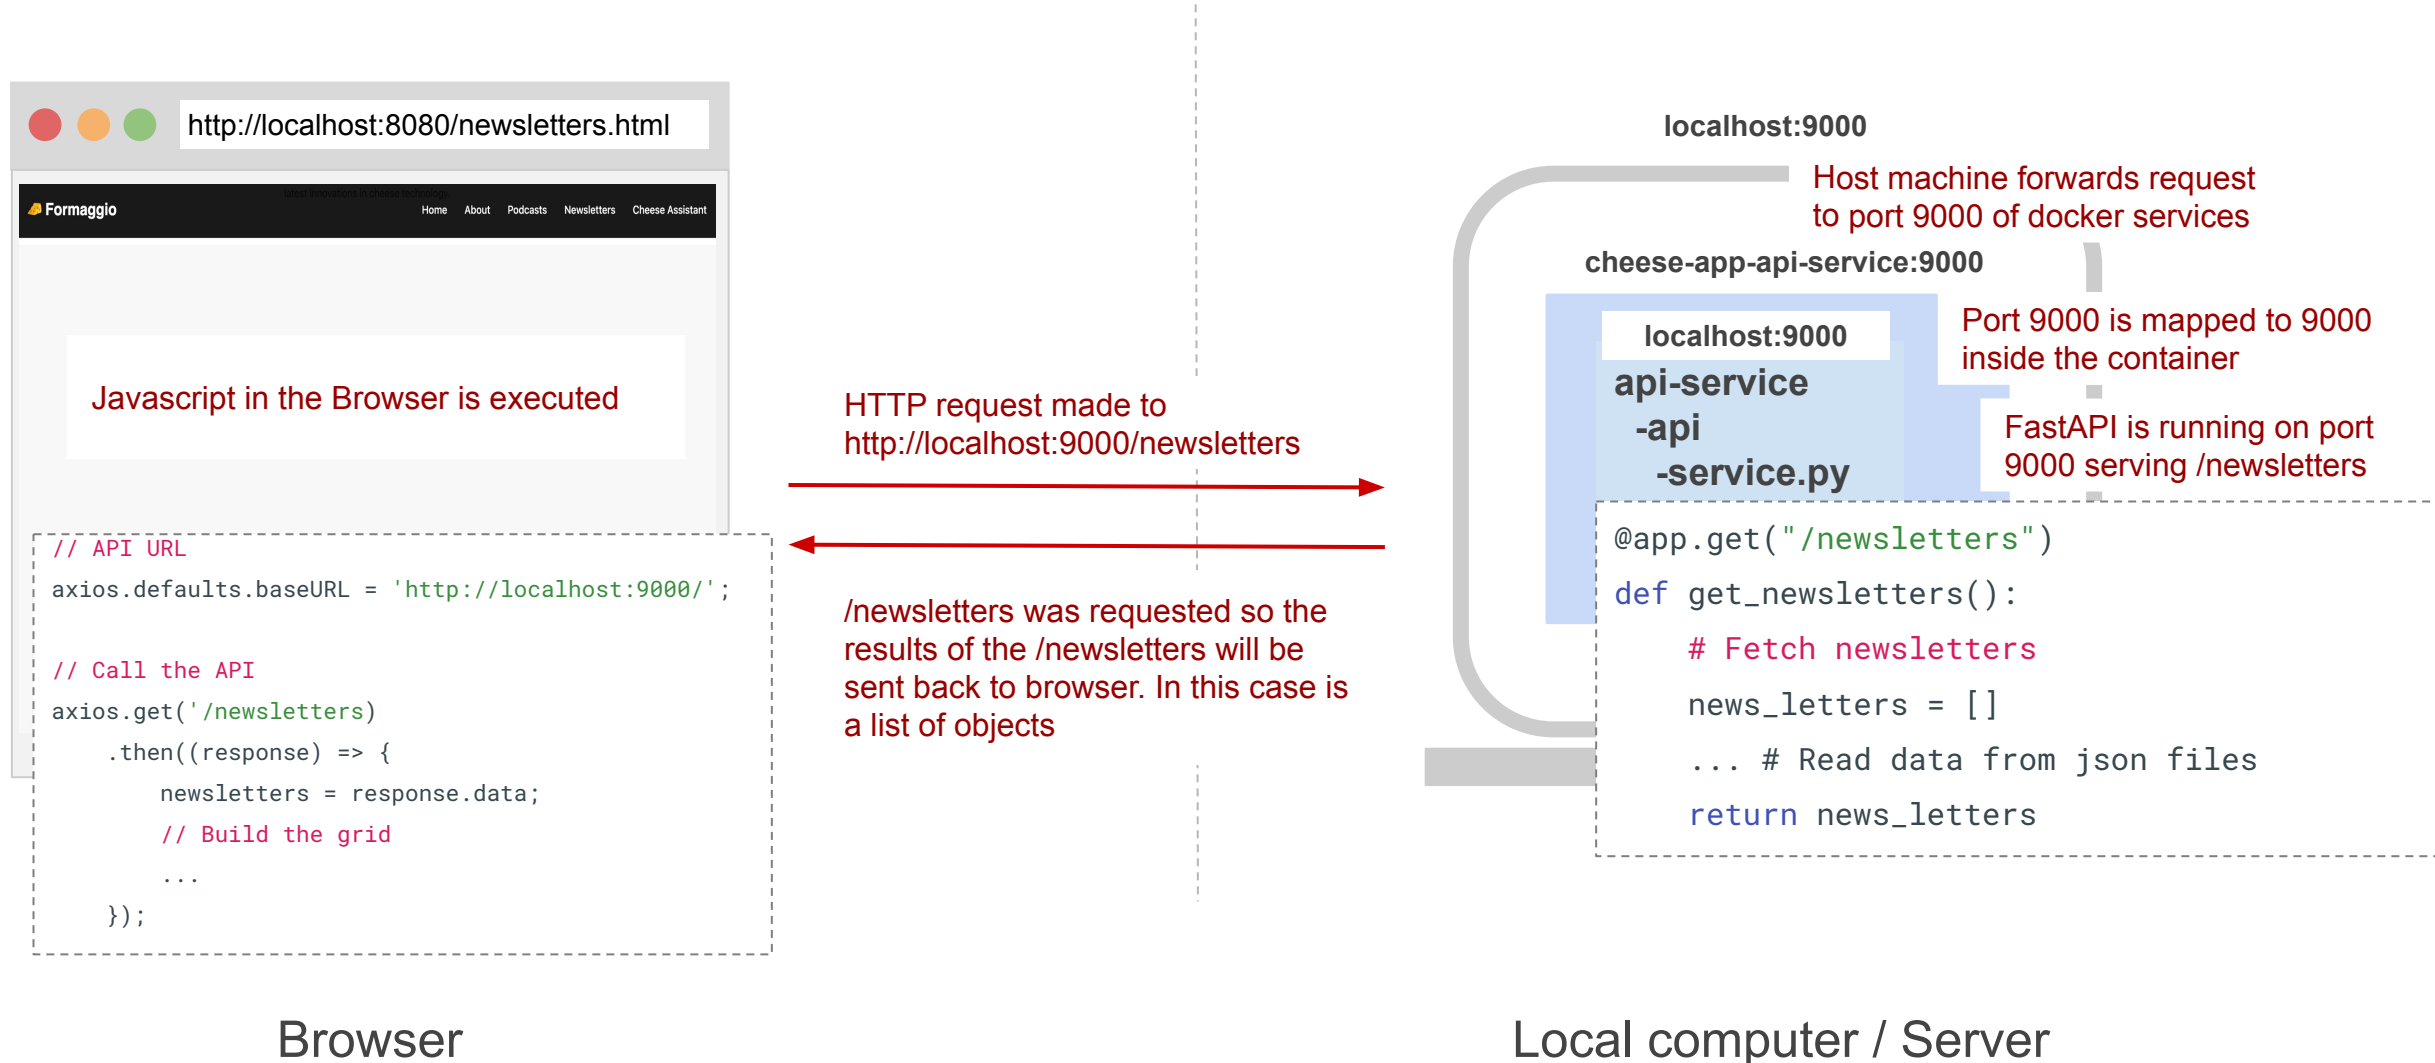 http://localhost:8080/newsletters.html
latest innovations in cheese technology.
Formaggio
Home About Podcasts Newsletters Cheese Assistant
Javascript in the Browser is executed
// API URL
axios.defaults.baseURL = 'http://localhost:9000/';
// Call the API
axios.get('/newsletters)
.then((response) => {
newsletters = response.data;
// Build the grid
...
});
Browser
HTTP request made to
http://localhost:9000/newsletters
/newsletters was requested so the
results of the /newsletters will be
sent back to browser. In this case is
a list of objects
localhost:9000
Host machine forwards request
to port 9000 of docker services
cheese-app-api-service:9000
Port 9000 is mapped to 9000
inside the container
localhost:9000
api-service
-api
-service.py
FastAPI is running on port
9000 serving /newsletters
@app.get("/newsletters")
def get_newsletters():
# Fetch newsletters
news_letters = []
... # Read data from json files
return news_letters
Local computer / Server